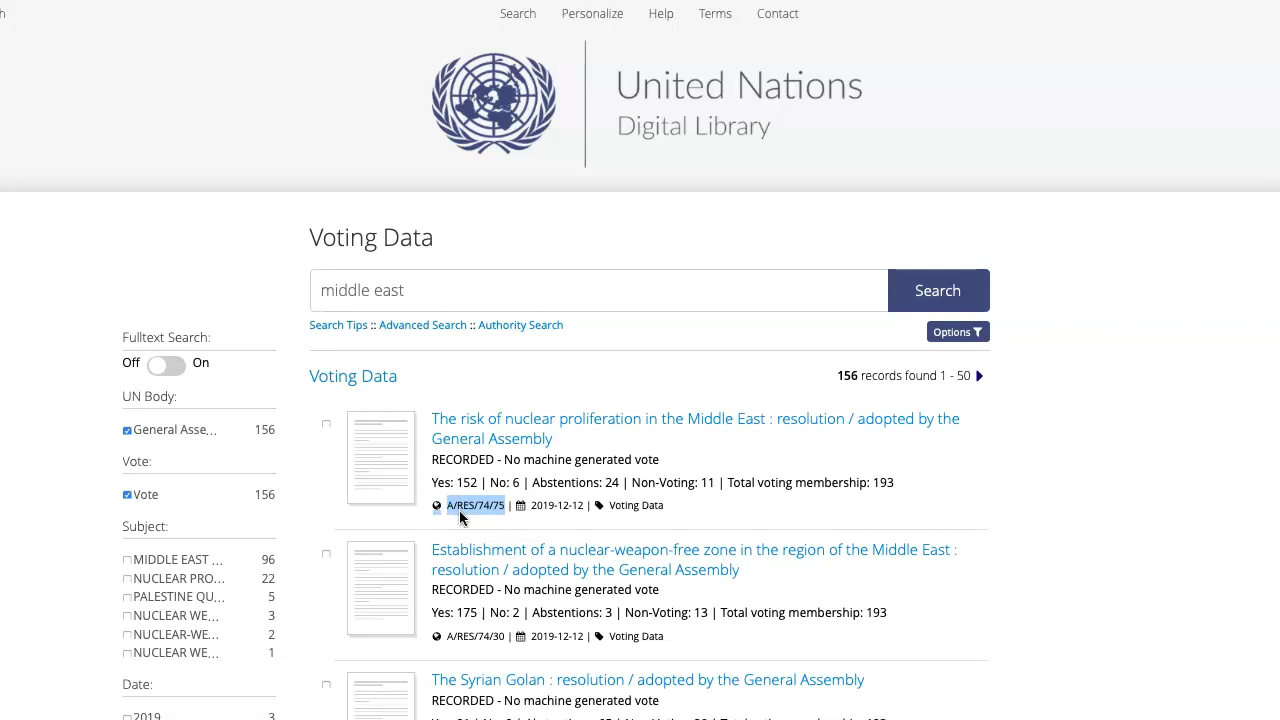 h
Search Personalize Help Terms Contact
United Nations
Digital Library
Voting Data
middle east
Search
Search Tips :: Advanced Search :: Authority Search
Options
Fulltext Search:
Off On
UN Body:
General Asse... 156
Vote:
Vote 156
Subject:
MIDDLE EAST ... 96
NUCLEAR PRO... 22
PALESTINE QU... 5
NUCLEAR WE... 3
NUCLEAR-WE... 2
NUCLEAR WE... 1
Date:
2019 3
Voting Data
156 records found 1 - 50
The risk of nuclear proliferation in the Middle East : resolution / adopted by the
General Assembly
RECORDED - No machine generated vote
Yes: 152 | No: 6 | Abstentions: 24 | Non-Voting: 11 | Total voting membership: 193
A/RES/74/75 | 2019-12-12 | Voting Data
Establishment of a nuclear-weapon-free zone in the region of the Middle East :
resolution / adopted by the General Assembly
RECORDED - No machine generated vote
Yes: 175 | No: 2 | Abstentions: 3 | Non-Voting: 13 | Total voting membership: 193
A/RES/74/30 | 2019-12-12 | Voting Data
The Syrian Golan : resolution / adopted by the General Assembly
RECORDED - No machine generated vote